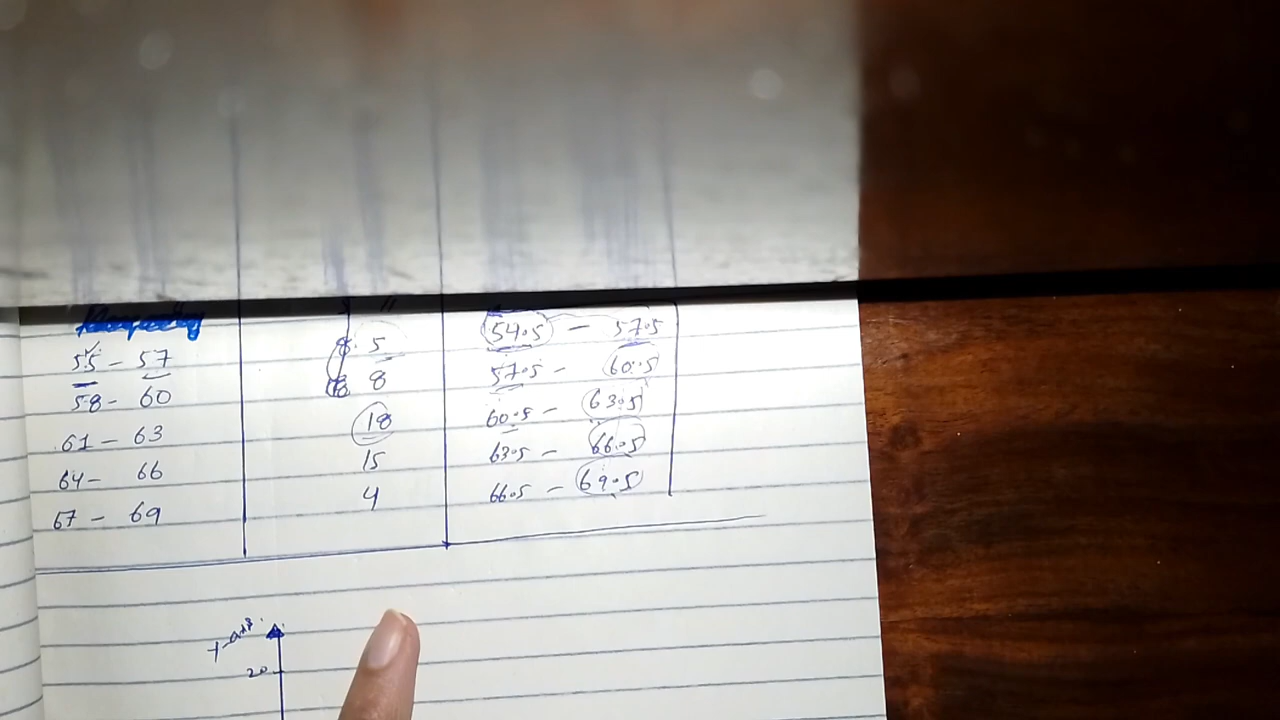 5 54.5 - 57.5
55 - 57 8 57.5 - 60.5
58 - 60 18 60.5 - 63.5
61 - 63 15 63.5 - 66.5
64 - 66 4 66.5 - 69.5
67 - 69
20